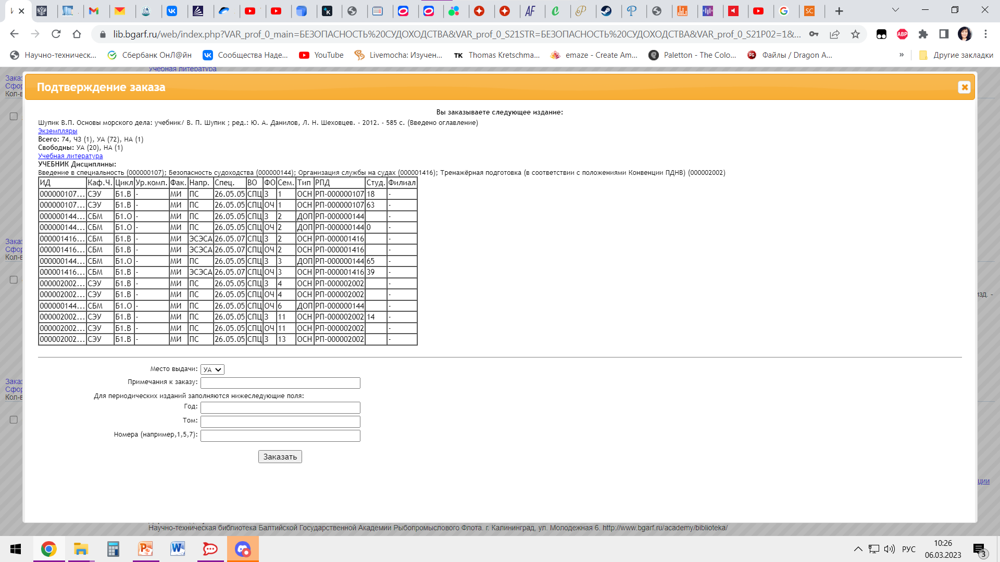 lib.bgarf.ru/web/index.php?VAR_prof_0_main=БЕЗОПАСНОСТЬ%20СУДОХОДСТВА&VAR_prof_0_S21STR=БЕЗОПАСНОСТЬ%20СУДОХОДСТВА&VAR_prof_0_S21P02=1&...
Научно-техническ... Сбербанк ОнЛ@йн Сообщества Наде... YouTube Livemocha: Изучен... Thomas Kretschma... emaze - Create Am... Paletton - The Colo... Файлы / Dragon A... » Другие закладки
Учебная литература
Подтверждение заказа
Вы заказываете следующее издание:
Шупик В.П. Основы морского дела: учебник/ В. П. Шупик ; ред.: Ю. А. Данилов, Л. Н. Шеховцев. - 2012. - 585 с. (Введено оглавление)
Экземпляры
Всего: 74, ЧЗ (1), УА (72), НА (1)
Свободны: УА (20), НА (1)
Учебная литература
УЧЕБНИК Дисциплины:
Введение в специальность (000000107); Безопасность судоходства (000000144); Организация службы на судах (000001416); Тренажёрная подготовка (в соответствии с положениями Конвенции ПДНВ) (000002002)
ИД Каф.Ч. Цикл Ур.комп. Фак. Напр. Спец. ВО ФО Сем. Тип РПД Студ. Филиал
000000107... СЭУ Б1.В - МИ ПС 26.05.05 СПЦ З 1 ОСН РП-000000107 18 -
000000107... СЭУ Б1.В - МИ ПС 26.05.05 СПЦ ОЧ 1 ОСН РП-000000107 63 -
000000144... СБМ Б1.О - МИ ПС 26.05.05 СПЦ З 2 ДОП РП-000000144 -
000000144... СБМ Б1.О - МИ ПС 26.05.05 СПЦ ОЧ 2 ДОП РП-000000144 0 -
000001416... СБМ Б1.В - МИ ЭСЭСА 26.05.07 СПЦ З 2 ОСН РП-000001416 -
000001416... СБМ Б1.В - МИ ЭСЭСА 26.05.07 СПЦ ОЧ 2 ОСН РП-000001416 -
000000144... СБМ Б1.О - МИ ПС 26.05.05 СПЦ З 3 ДОП РП-000000144 65 -
000001416... СБМ Б1.В - МИ ЭСЭСА 26.05.07 СПЦ ОЧ 3 ОСН РП-000001416 39 -
000002002... СЭУ Б1.В - МИ ПС 26.05.05 СПЦ З 4 ОСН РП-000002002 -
000002002... СЭУ Б1.В - МИ ПС 26.05.05 СПЦ ОЧ 4 ОСН РП-000002002 -
000000144... СБМ Б1.О - МИ ПС 26.05.05 СПЦ ОЧ 6 ДОП РП-000000144 -
000002002... СЭУ Б1.В - МИ ПС 26.05.05 СПЦ З 11 ОСН РП-000002002 14 -
000002002... СЭУ Б1.В - МИ ПС 26.05.05 СПЦ ОЧ 11 ОСН РП-000002002 -
000002002... СЭУ Б1.В - МИ ПС 26.05.05 СПЦ З 13 ОСН РП-000002002 -
Место выдачи: УА
Примечания к заказу:
Для периодических изданий заполняются нижеследующие поля:
Год:
Том:
Номера (например,1,5,7):
Заказать
Научно-техническая библиотека Балтийской Государственной Академии Рыбопромыслового Флота. г. Калининград, ул. Молодежная 6. http://www.bgarf.ru/academy/biblioteka/
РУС
10:26
06.03.2023
3